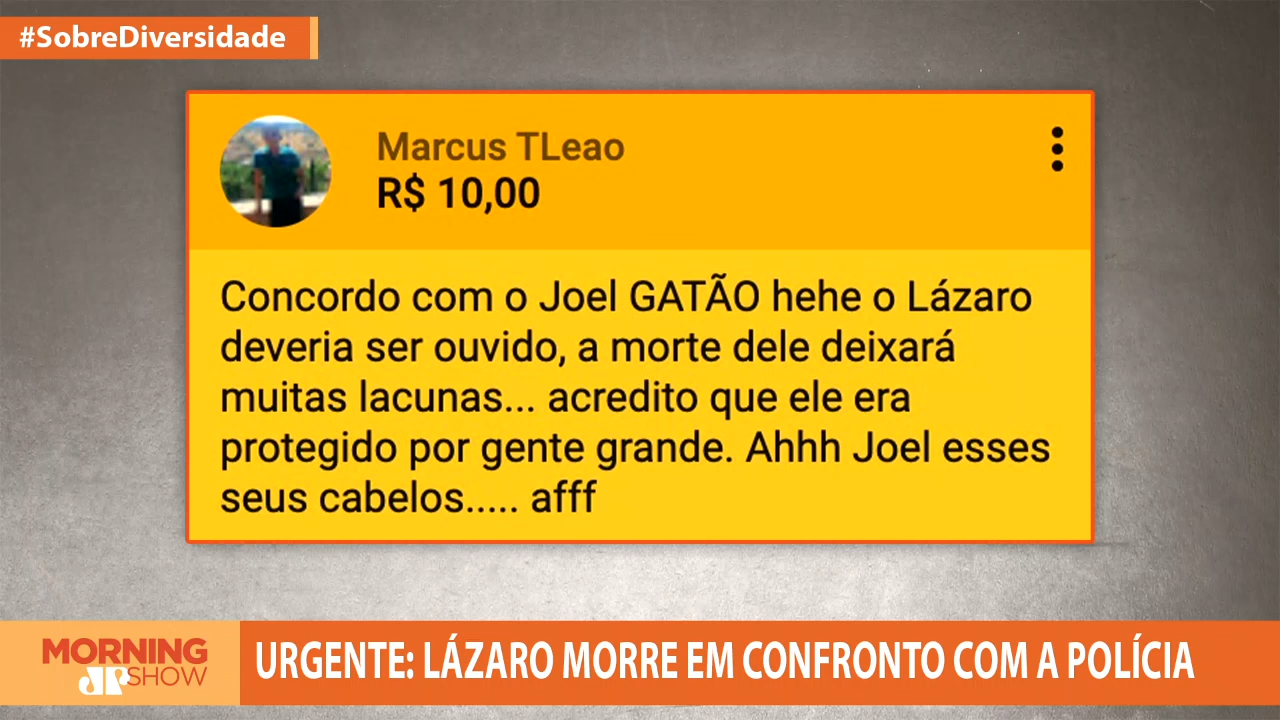 #SobreDiversidade
Marcus TLeao
R$ 10,00
Concordo com o Joel GATÃO hehe o Lázaro
deveria ser ouvido, a morte dele deixará
muitas lacunas... acredito que ele era
protegido por gente grande. Ahhh Joel esses
seus cabelos..... afff
MORNING
JP SHOW
URGENTE: LÁZARO MORRE EM CONFRONTO COM A POLÍCIA